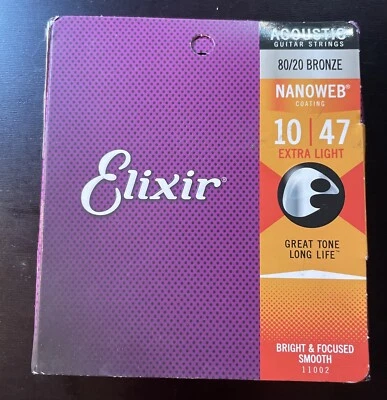 ACOUSTIC
GUITAR STRINGS
80/20 BRONZE
NANOWEB®
COATING
10 | 47
EXTRA LIGHT
Elixir®
GREAT TONE
LONG LIFE™
BRIGHT & FOCUSED
SMOOTH
11002